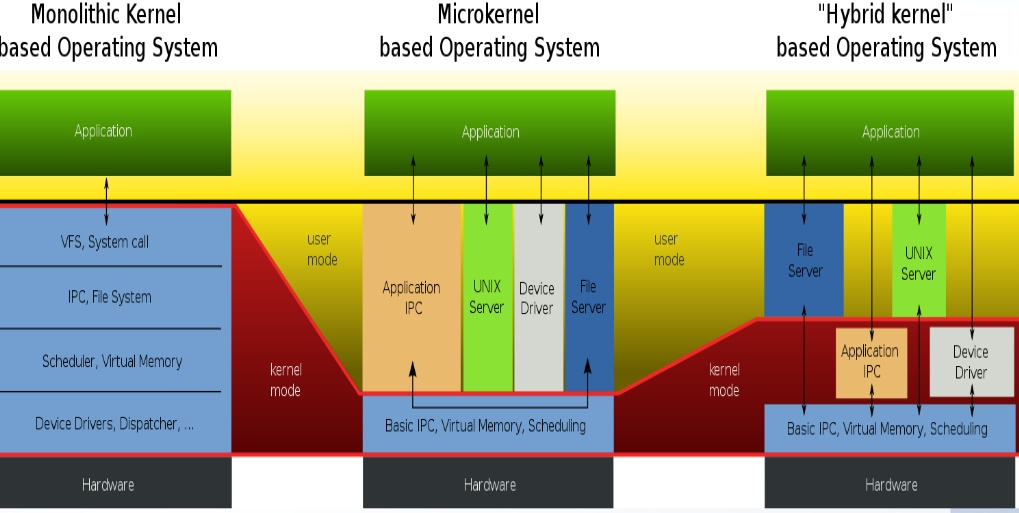 Monolithic Kernel
based Operating System
Application
VFS, System call
IPC, File System
Scheduler, Virtual Memory
Device Drivers, Dispatcher, ...
Hardware
user
mode
kernel
mode
Microkernel
based Operating System
Application
Application
IPC
UNIX
Server
Device
Driver
File
Server
Basic IPC, Virtual Memory, Scheduling
Hardware
user
mode
kernel
mode
"Hybrid kernel"
based Operating System
Application
File
Server
UNIX
Server
Application
IPC
Device
Driver
Basic IPC, Virtual Memory, Scheduling
Hardware